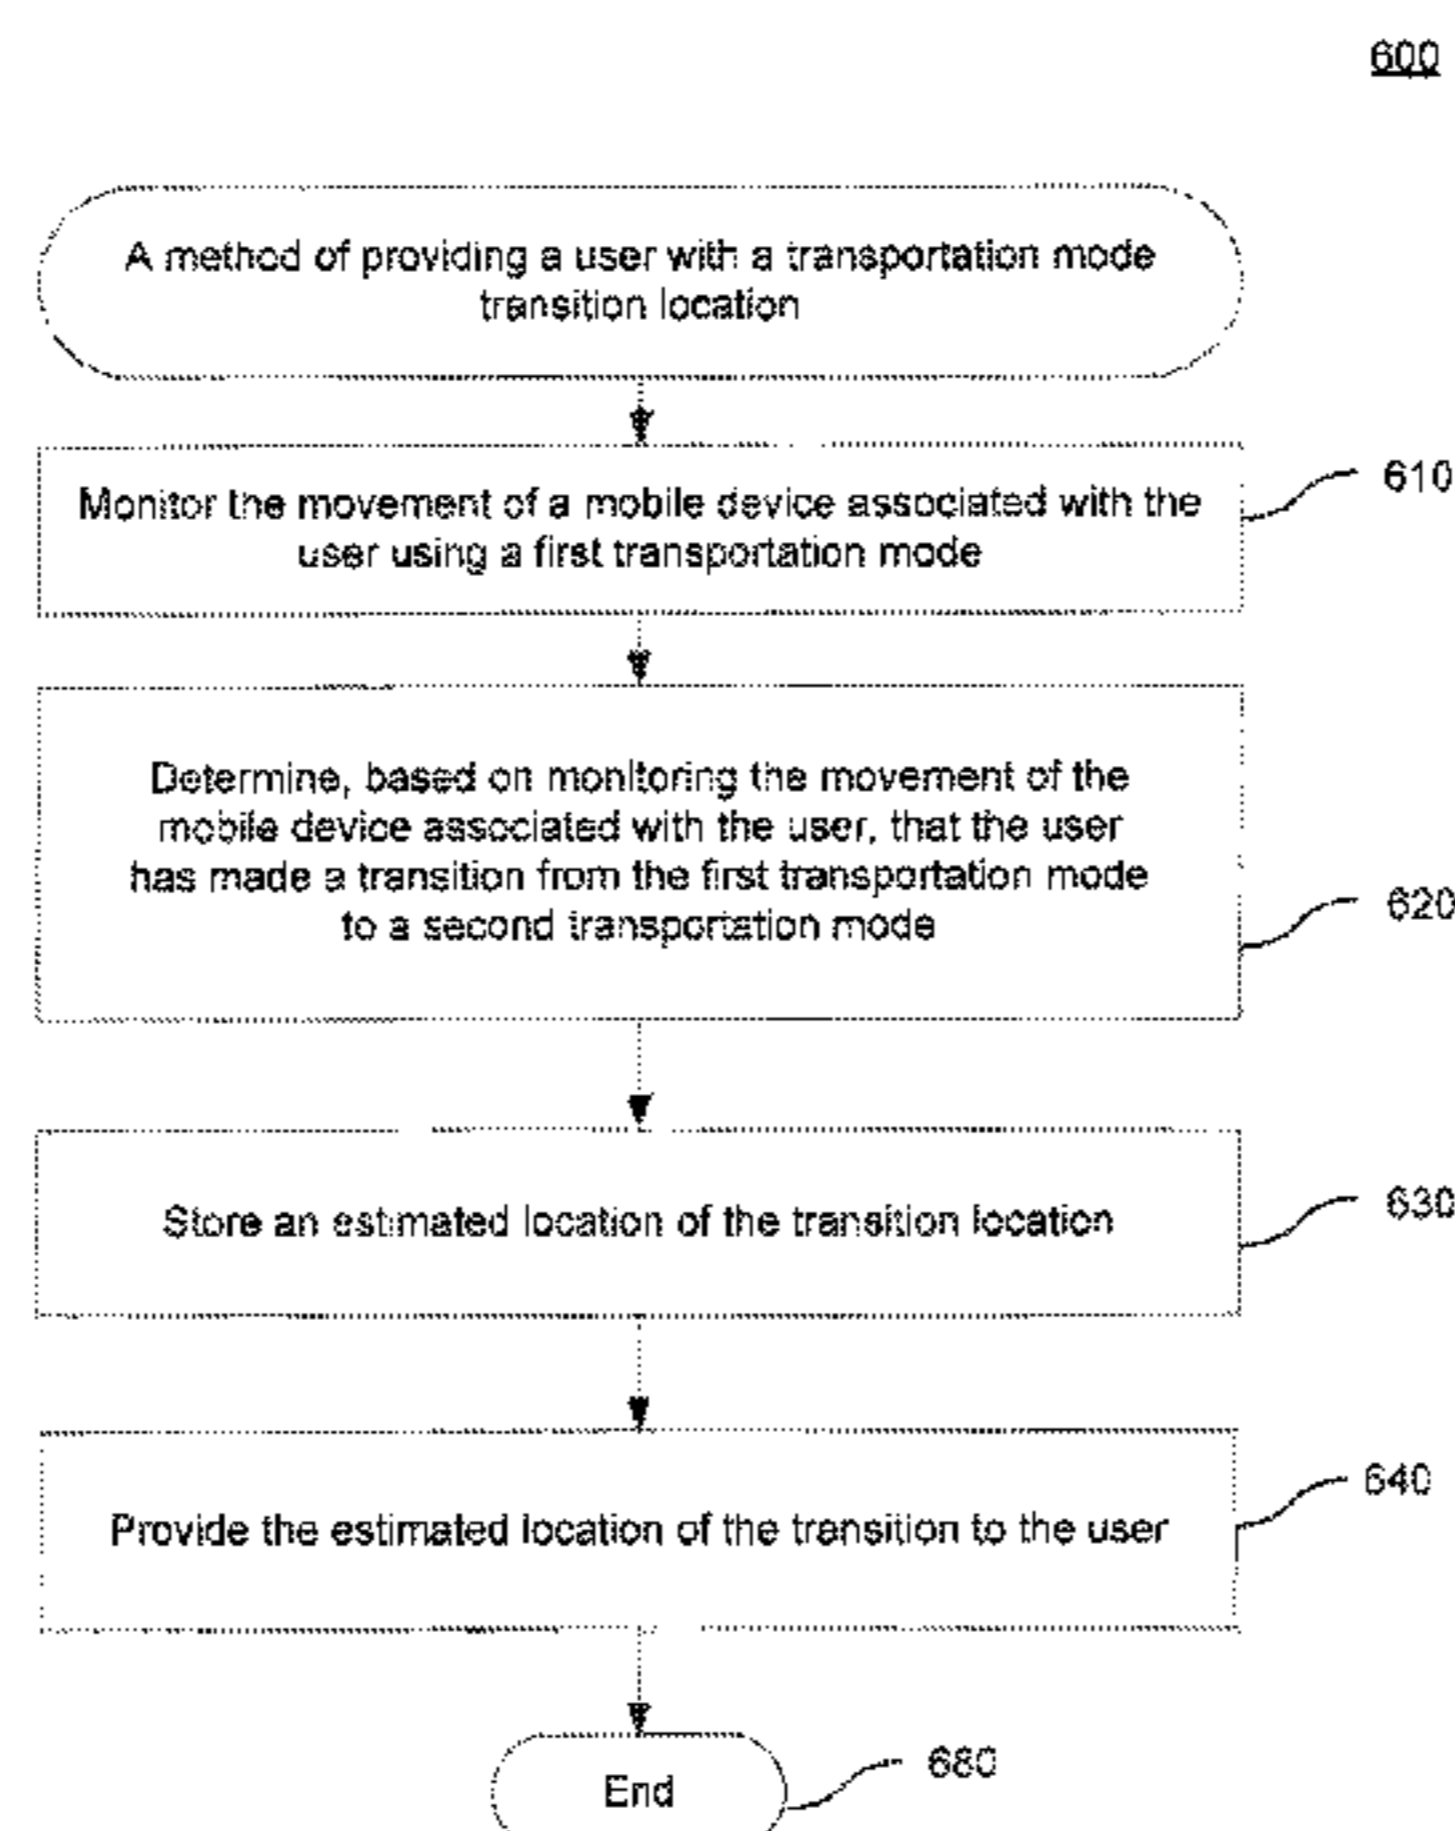 600
A method of providing a user with a transportation mode
transition location
Monitor the movement of a mobile device associated with the
user using a first transportation mode
610
Determine, based on monitoring the movement of the
mobile device associated with the user, that the user
has made a transition from the first transportation mode
to a second transportation mode
620
Store an estimated location of the transition location
630
Provide the estimated location of the transition to the user
640
End
680